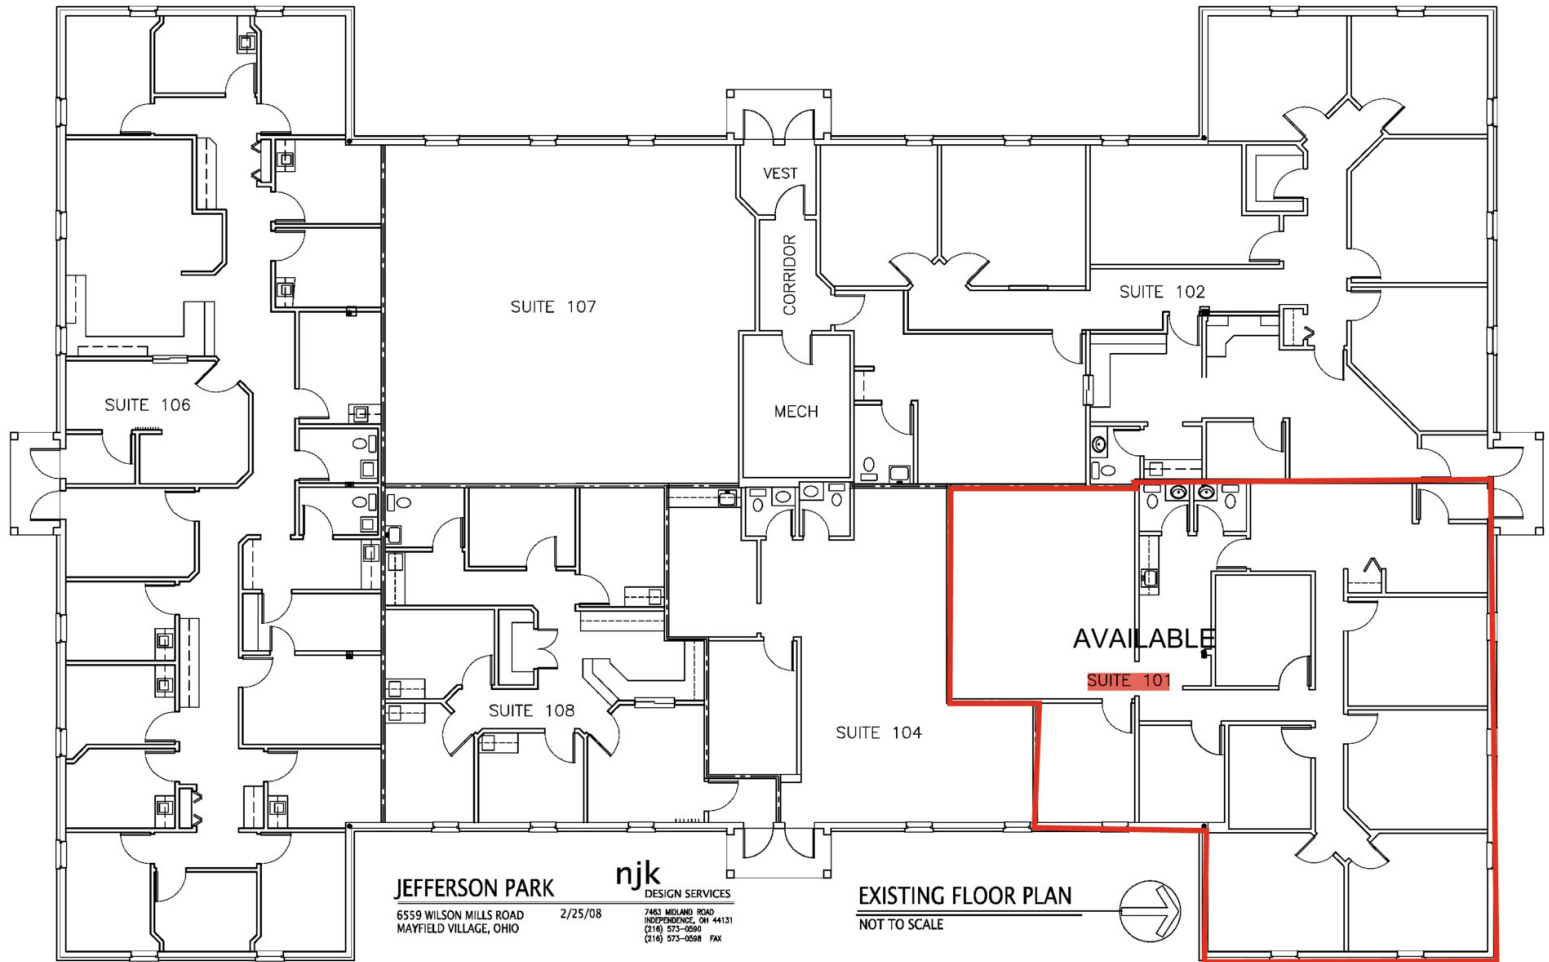 VEST
CORRIDOR
SUITE 107
SUITE 102
MECH
SUITE 106
AVAILABLE
SUITE 101
SUITE 108
SUITE 104
JEFFERSON PARK
6559 WILSON MILLS ROAD
MAYFIELD VILLAGE, OHIO
2/25/08
njk
DESIGN SERVICES
7463 MIDLAND ROAD
INDEPENDENCE, OH 44131
(216) 573-0590
(216) 573-0598 FAX
EXISTING FLOOR PLAN
NOT TO SCALE